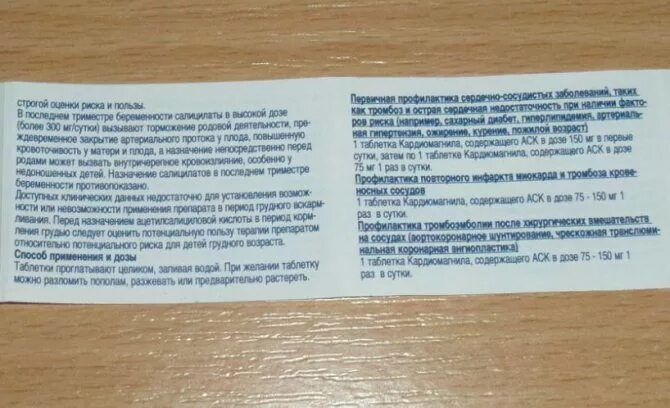 строгой оценки риска и пользы.
В последнем триместре беременности салицилаты в высокой дозе
(более 300 мг/сутки) вызывают торможение родовой деятельности, пре-
ждевременное закрытие артериального протока у плода, повышенную
кровоточивость у матери и плода, а назначение непосредственно перед
родами может вызвать внутричерепное кровоизлияние, особенно у
недоношенных детей. Назначение салицилатов в последнем триместре
беременности противопоказано.
Доступных клинических данных недостаточно для установления возмож-
ности или невозможности применения препарата в период грудного вскарм-
ливания. Перед назначением ацетилсалициловой кислоты в период корм-
ления грудью следует оценить потенциальную пользу терапии препаратом
относительно потенциального риска для детей грудного возраста.
Способ применения и дозы
Таблетки проглатывают целиком, запивая водой. При желании таблетку
можно разломить пополам, разжевать или предварительно растереть.
Первичная профилактика сердечно-сосудистых заболеваний, таких
как тромбоз и острая сердечная недостаточность при наличии факто-
ров риска (например, сахарный диабет, гиперлипидемия, артериаль-
ная гипертензия, ожирение, курение, пожилой возраст)
1 таблетка Кардиомагнила, содержащего АСК в дозе 150 мг в первые
сутки, затем по 1 таблетке Кардиомагнила, содержащего АСК в дозе
75 мг 1 раз в сутки.
Профилактика повторного инфаркта миокарда и тромбоза крове-
носных сосудов
1 таблетка Кардиомагнила, содержащего АСК в дозе 75 - 150 мг 1
раз в сутки.
Профилактика тромбоэмболии после хирургических вмешательств
на сосудах (аортокоронарное шунтирование, чрескожная транслюми-
нальная коронарная ангиопластика)
1 таблетка Кардиомагнила, содержащего АСК в дозе 75 - 150 мг 1
раз в сутки.